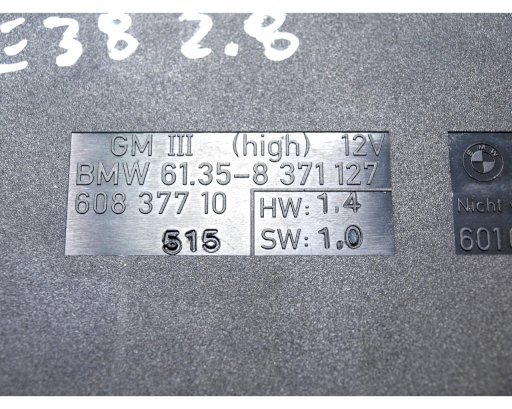 E38 2.8
GM III (high) 12V
BMW 61.35-8 371 127
608 377 10
HW: 1.4
515
SW: 1.0
BMW
Nicht
601